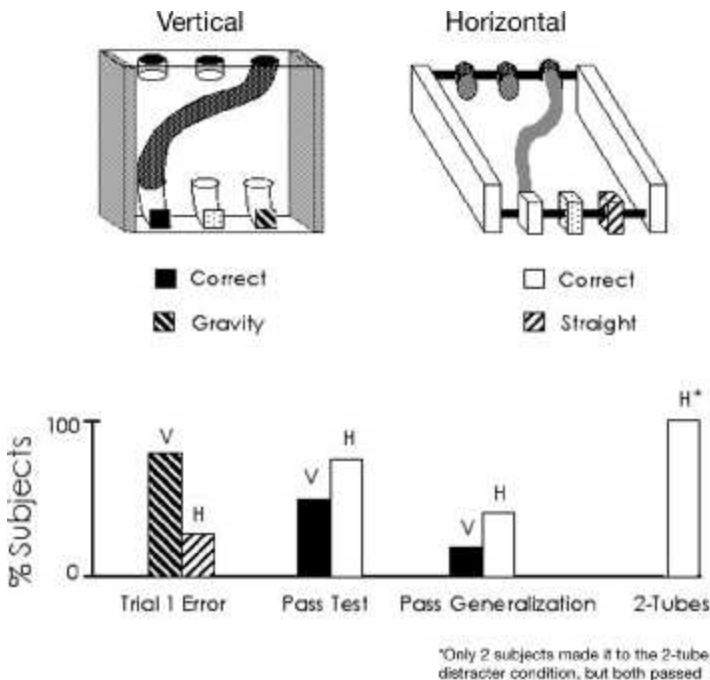 Vertical
Horizontal
Correct
Gravity
Correct
Straight
% Subjects
100
0
V
H
V
H
V
H
H*
Trial 1 Error
Pass Test
Pass Generalization
2-Tubes
*Only 2 subjects made it to the 2-tube
distracter condition, but both passed